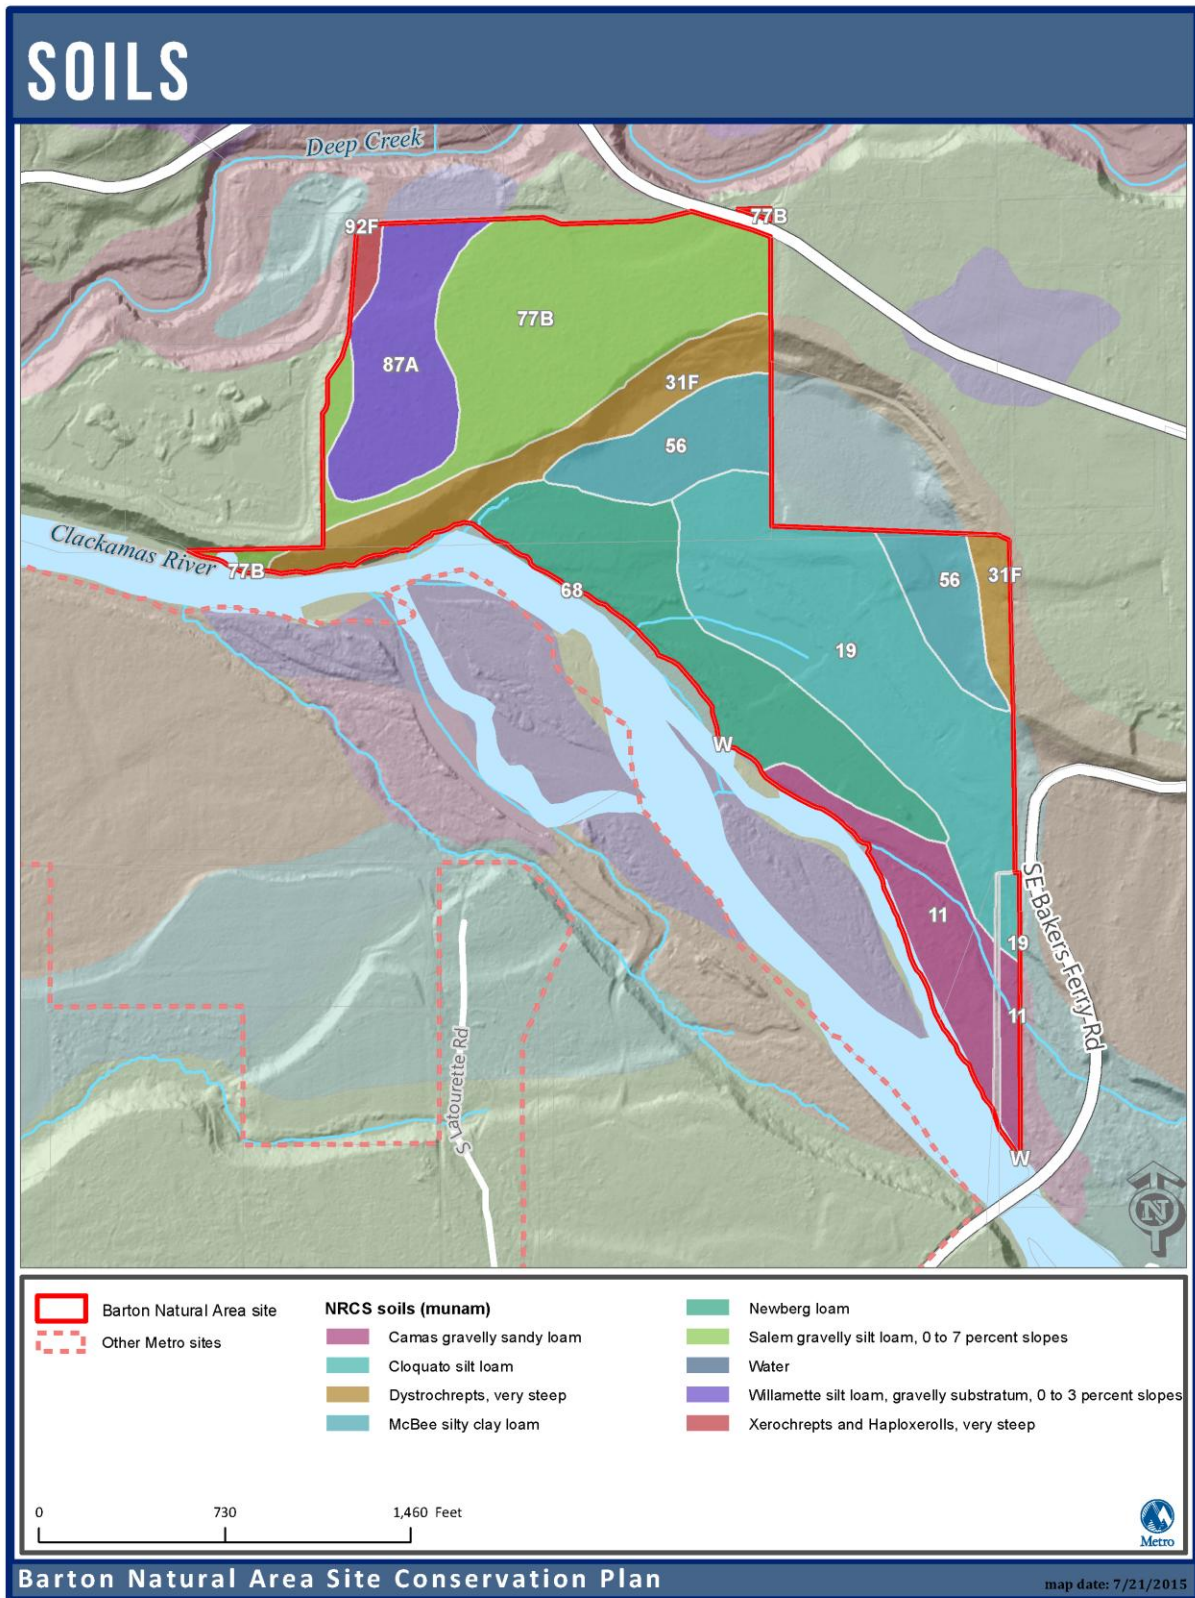 SOILS
Deep Creek
92F
77B
77B
87A
31F
56
Clackamas River
77B
68
56
31F
19
W
11
19
11
SE Bakers Ferry Rd
S Latourette Rd
W
N
Barton Natural Area site
Other Metro sites
NRCS soils (munam)
Camas gravelly sandy loam
Cloquato silt loam
Dystrochrepts, very steep
McBee silty clay loam
Newberg loam
Salem gravelly silt loam, 0 to 7 percent slopes
Water
Willamette silt loam, gravelly substratum, 0 to 3 percent slopes
Xerochrepts and Haploxerolls, very steep
0 730 1,460 Feet
Metro
Barton Natural Area Site Conservation Plan
map date: 7/21/2015